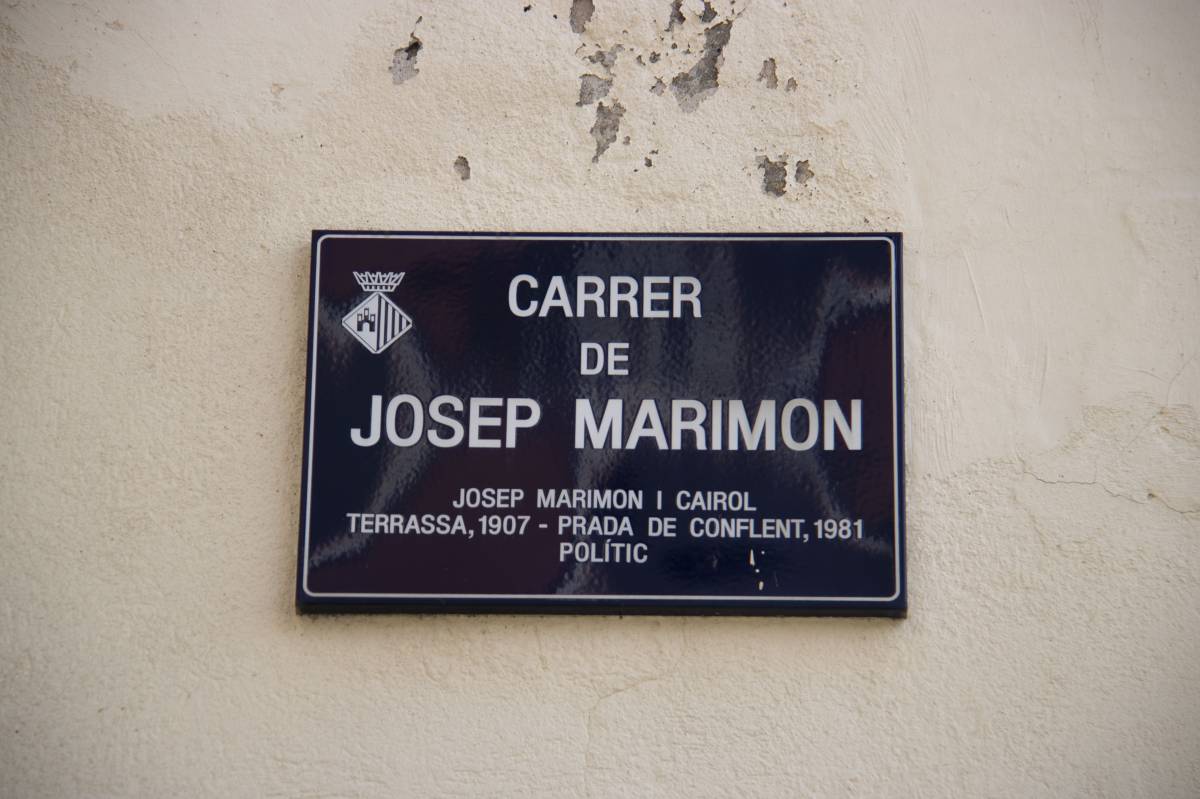 CARRER
DE
JOSEP MARIMON
JOSEP MARIMON I CAIROL
TERRASSA, 1907 - PRADA DE CONFLENT, 1981
POLÍTIC